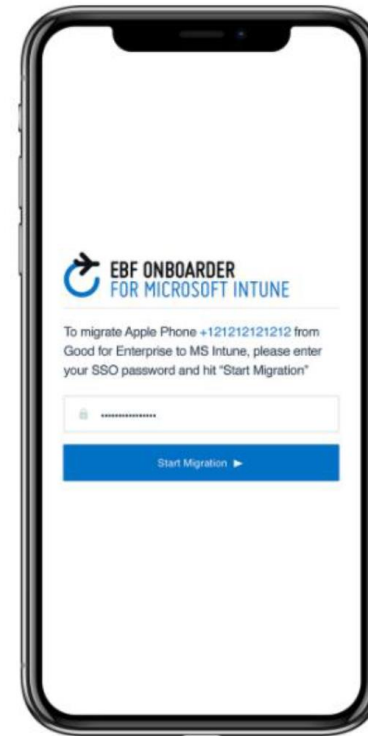 EBF ONBOARDER
FOR MICROSOFT INTUNE
To migrate Apple Phone +121212121212 from
Good for Enterprise to MS Intune, please enter
your SSO password and hit “Start Migration”
•••••••••••••••
Start Migration ▶